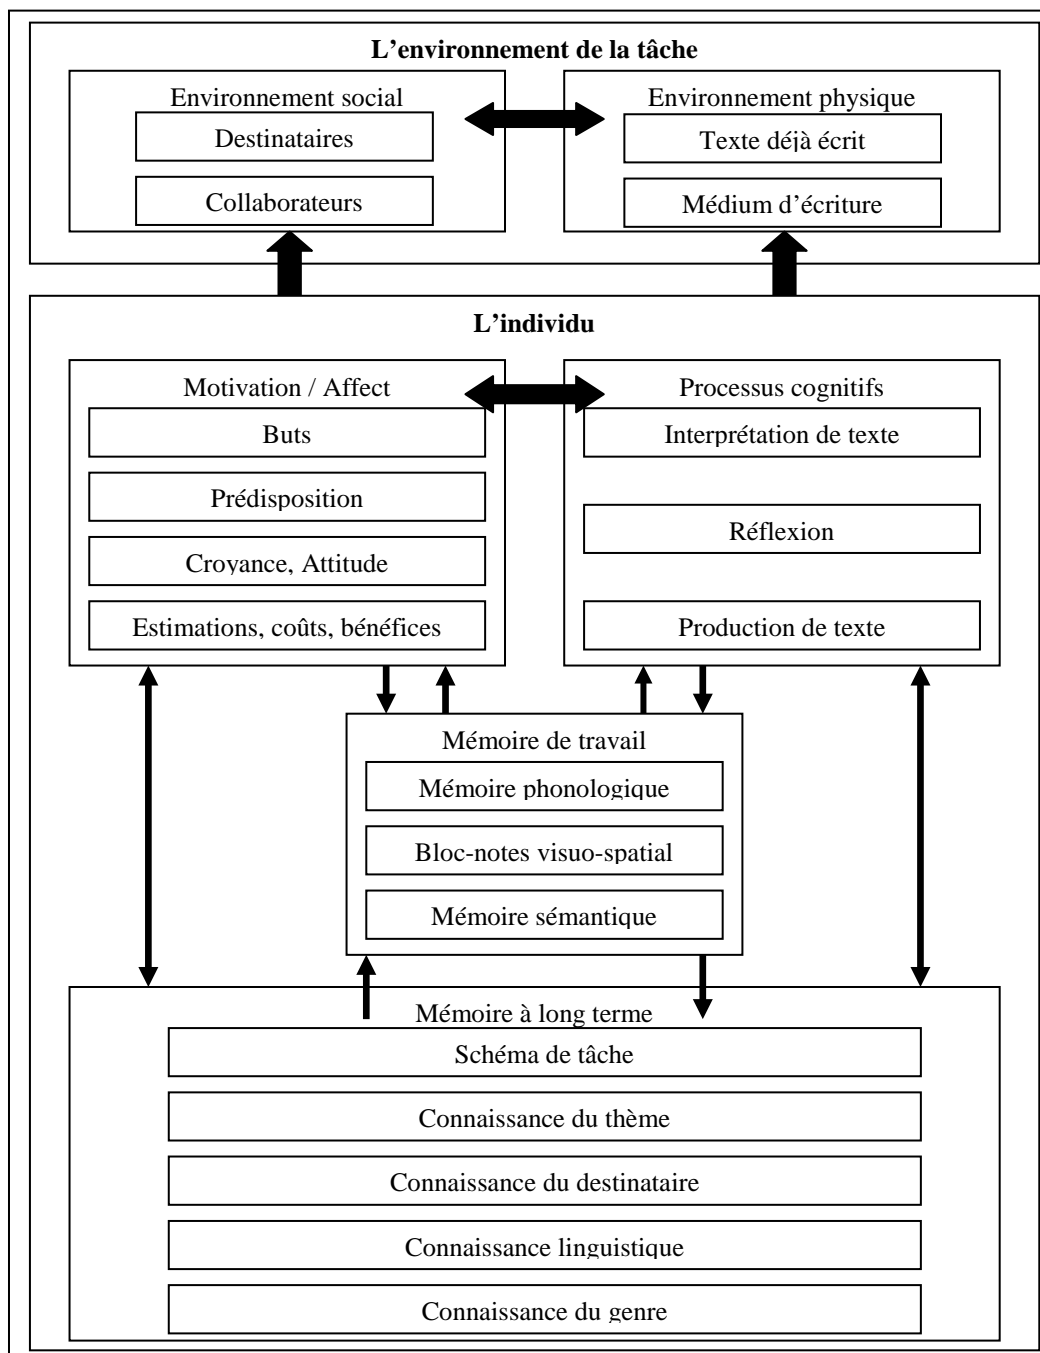 L’environnement de la tâche
Environnement social
Destinataires
Collaborateurs
Environnement physique
Texte déjà écrit
Médium d’écriture
L’individu
Motivation / Affect
Buts
Prédisposition
Croyance, Attitude
Estimations, coûts, bénéfices
Processus cognitifs
Interprétation de texte
Réflexion
Production de texte
Mémoire de travail
Mémoire phonologique
Bloc-notes visuo-spatial
Mémoire sémantique
Mémoire à long terme
Schéma de tâche
Connaissance du thème
Connaissance du destinataire
Connaissance linguistique
Connaissance du genre